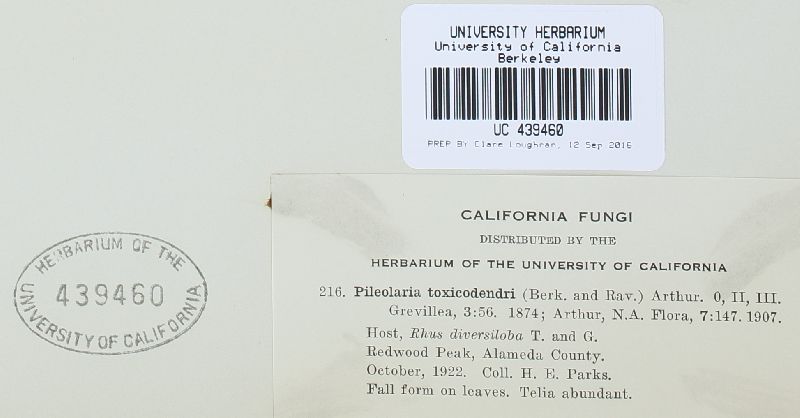 UNIVERSITY HERBARIUM
University of California
Berkeley
UC 439460
PREP BY Clare Loughran, 12 Sep 2016
CALIFORNIA FUNGI
DISTRIBUTED BY THE
HERBARIUM OF THE UNIVERSITY OF CALIFORNIA
216. Pileolaria toxicodendri (Berk. and Rav.) Arthur. 0, II, III.
Grevillea, 3:56. 1874; Arthur, N.A. Flora, 7:147. 1907.
Host, Rhus diversiloba T. and G.
Redwood Peak, Alameda County.
October, 1922. Coll. H. E. Parks.
Fall form on leaves. Telia abundant.
HERBARIUM OF THE
439460
UNIVERSITY OF CALIFORNIA